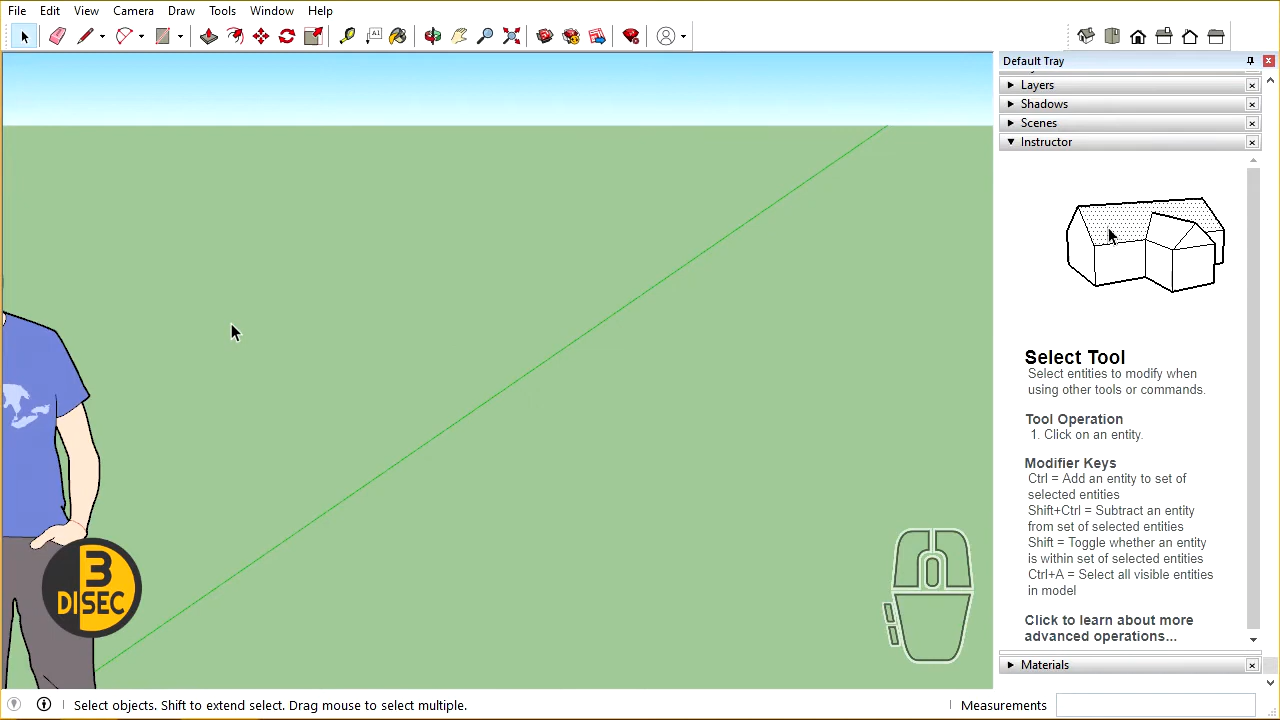 File Edit View Camera Draw Tools Window Help
A1
Default Tray
Layers
Shadows
Scenes
Instructor
Select Tool
Select entities to modify when
using other tools or commands.
Tool Operation
1. Click on an entity.
Modifier Keys
Ctrl = Add an entity to set of
selected entities
Shift+Ctrl = Subtract an entity
from set of selected entities
Shift = Toggle whether an entity
is within set of selected entities
Ctrl+A = Select all visible entities
in model
Click to learn about more
advanced operations...
Materials
3
DISEC
Select objects. Shift to extend select. Drag mouse to select multiple.
Measurements